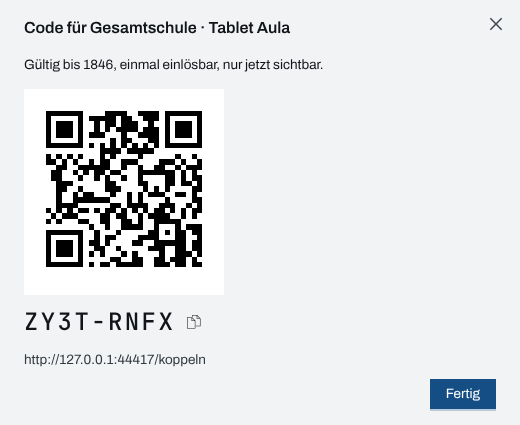 Code für Gesamtschule · Tablet Aula
Gültig bis 1846, einmal einlösbar, nur jetzt sichtbar.
ZY3T-RNFX
http://127.0.0.1:44417/koppeln
Fertig